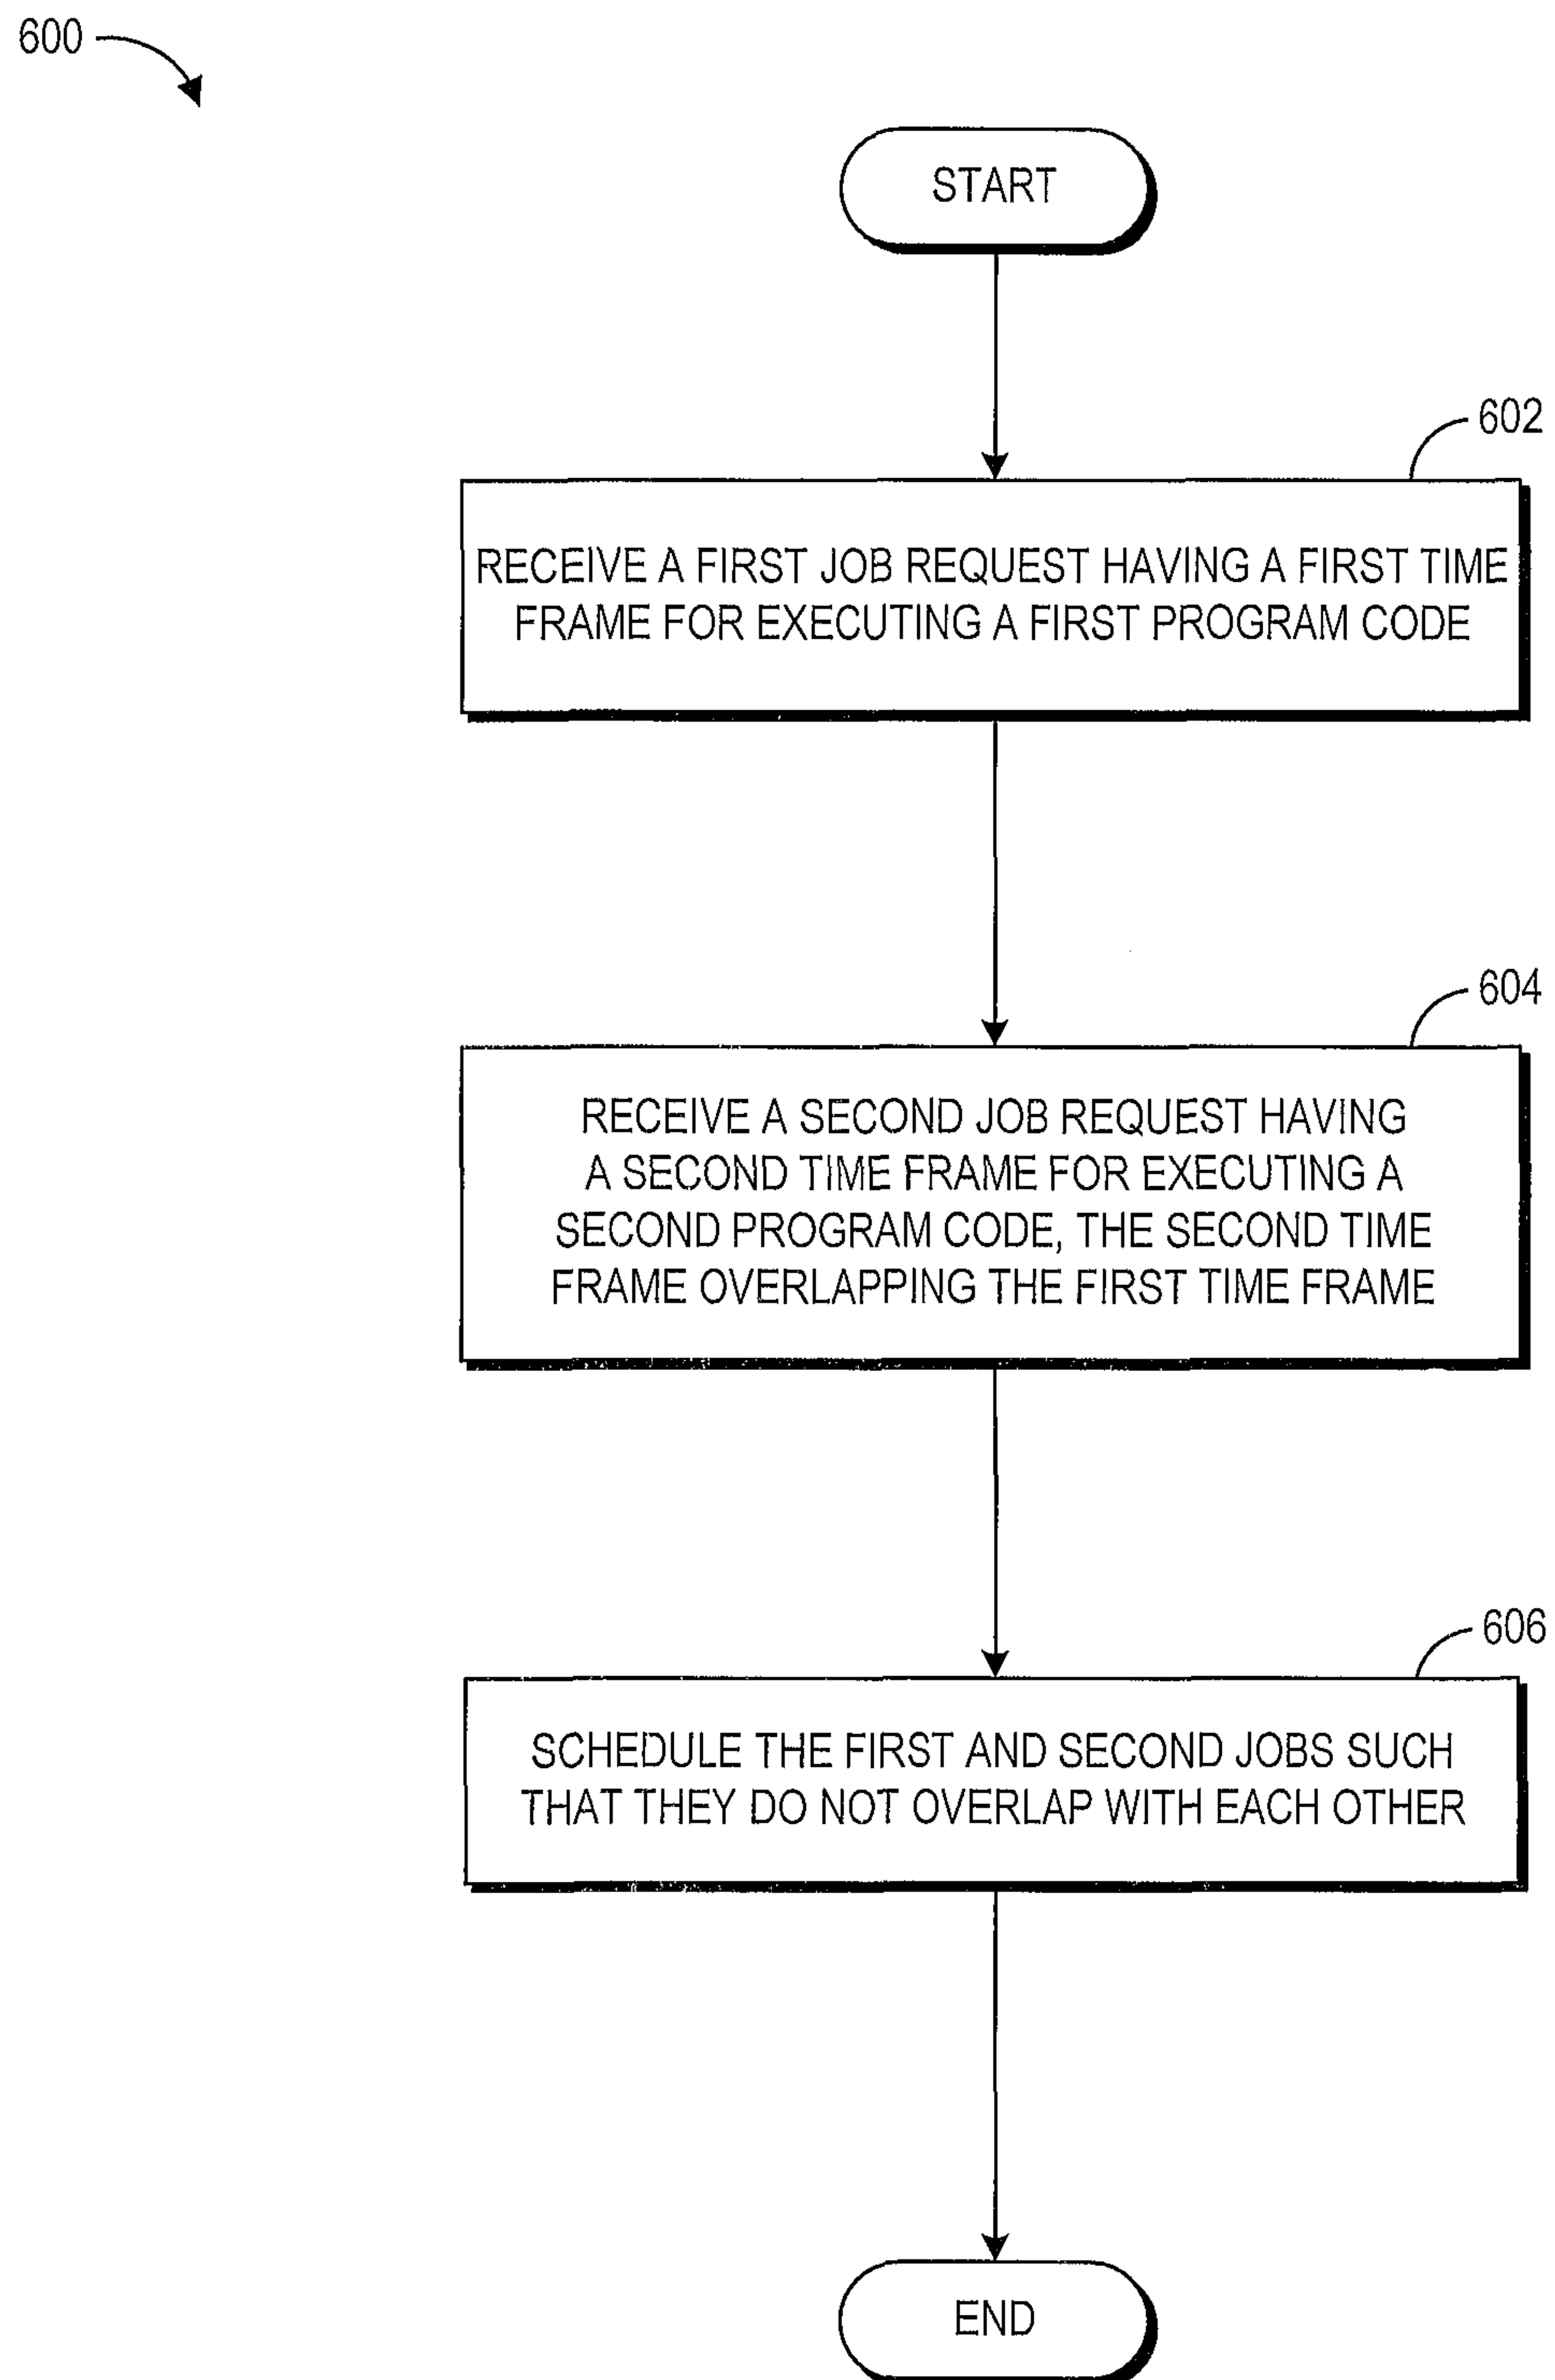 600
START
602
RECEIVE A FIRST JOB REQUEST HAVING A FIRST TIME
FRAME FOR EXECUTING A FIRST PROGRAM CODE
604
RECEIVE A SECOND JOB REQUEST HAVING
A SECOND TIME FRAME FOR EXECUTING A
SECOND PROGRAM CODE, THE SECOND TIME
FRAME OVERLAPPING THE FIRST TIME FRAME
606
SCHEDULE THE FIRST AND SECOND JOBS SUCH
THAT THEY DO NOT OVERLAP WITH EACH OTHER
END